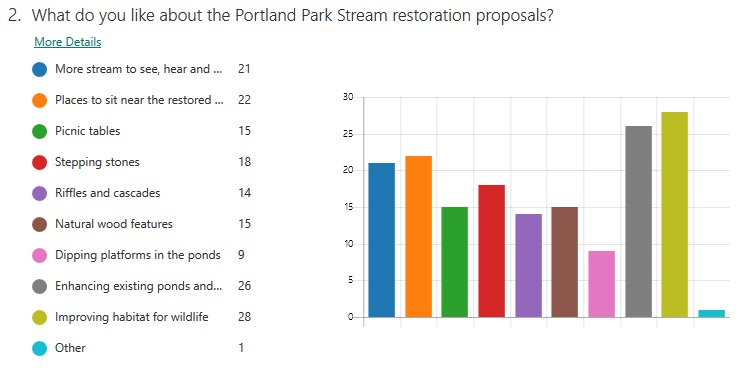 2. What do you like about the Portland Park Stream restoration proposals?
More Details
More stream to see, hear and ... 21
Places to sit near the restored ... 22
Picnic tables 15
Stepping stones 18
Riffles and cascades 14
Natural wood features 15
Dipping platforms in the ponds 9
Enhancing existing ponds and... 26
Improving habitat for wildlife 28
Other 1
30
25
20
15
10
5
0